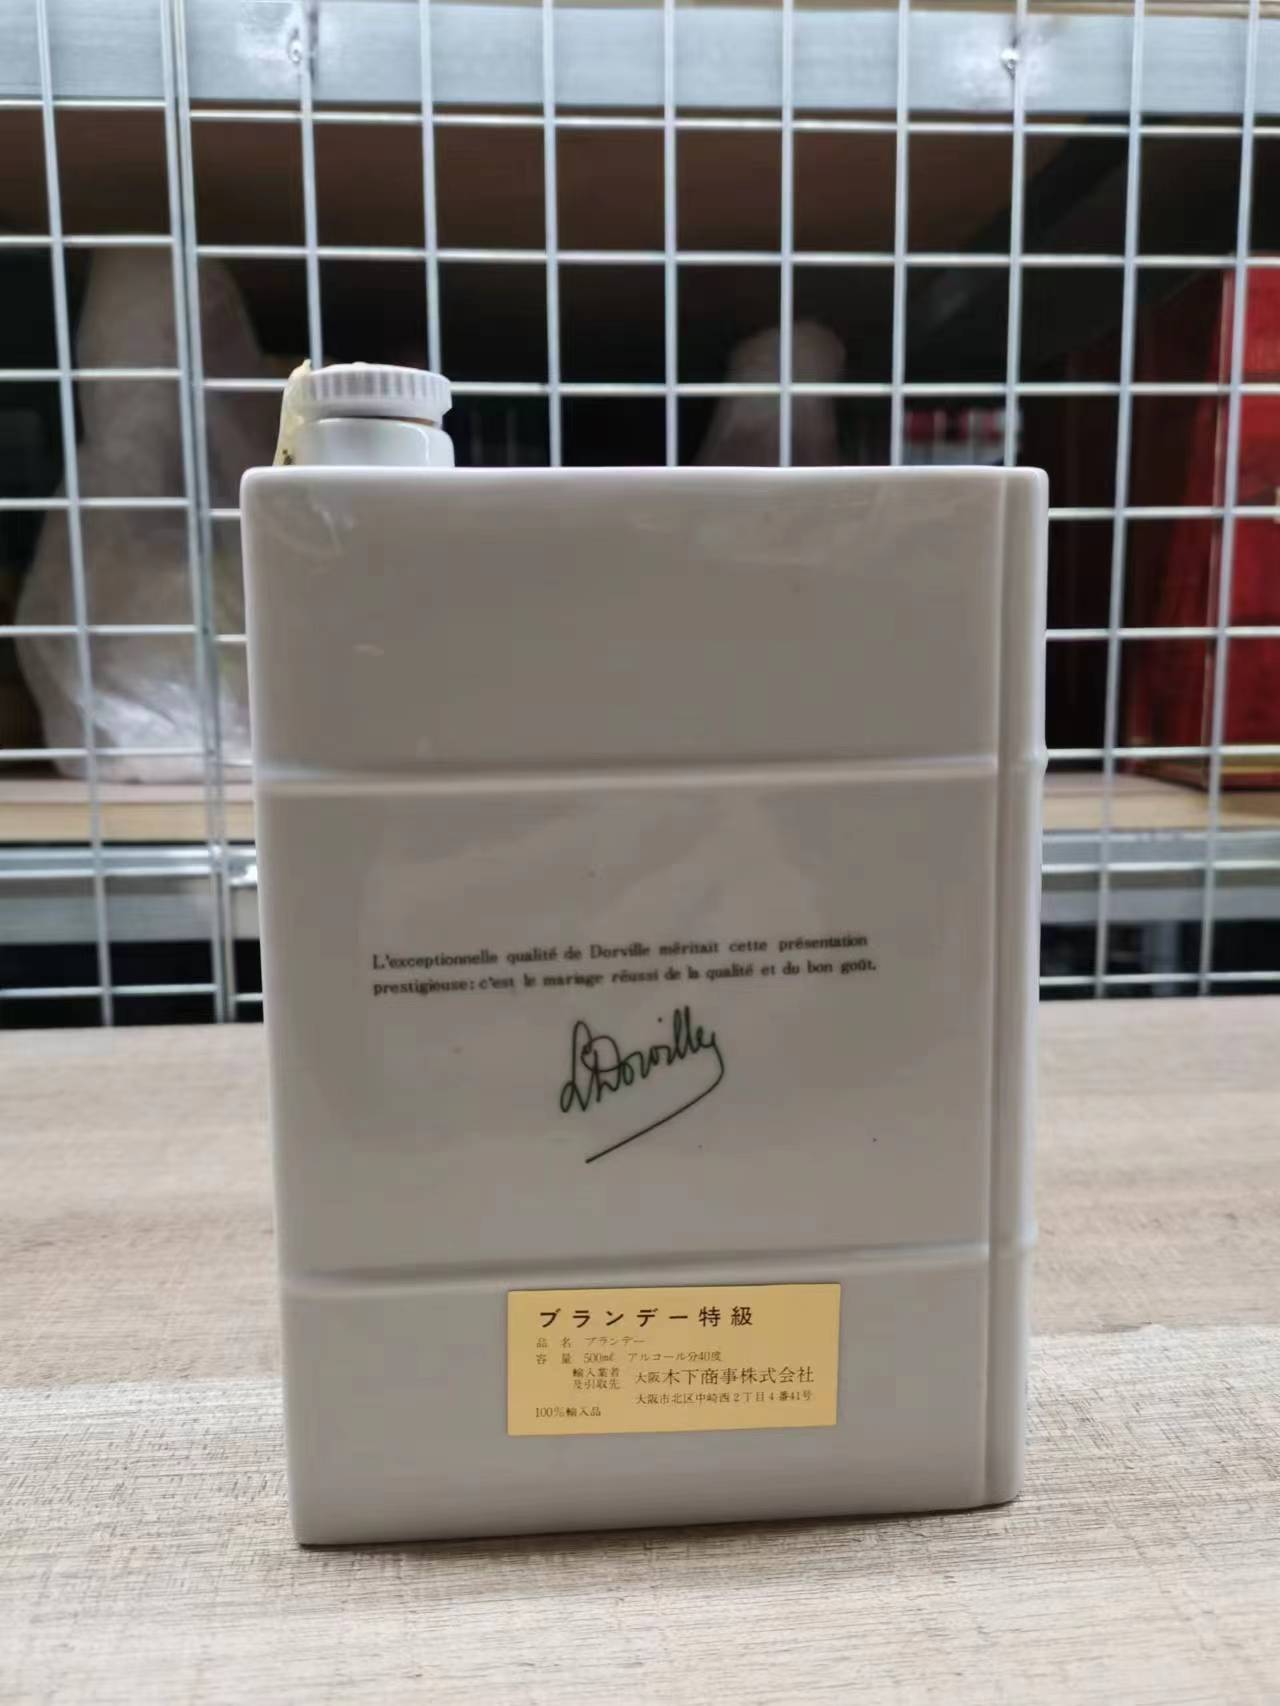 L'exceptionnelle qualité de Dorville méritait cette présentation
prestigieuse: c'est le mariage réussi de la qualité et du bon goût.
L Dorville
ブランデー特級
品名 ブランデー
容量 500mℓ アルコール分40度
輸入業者
及引取先
大阪木下商事株式会社
大阪市北区中崎西2丁目4番41号
100%輸入品